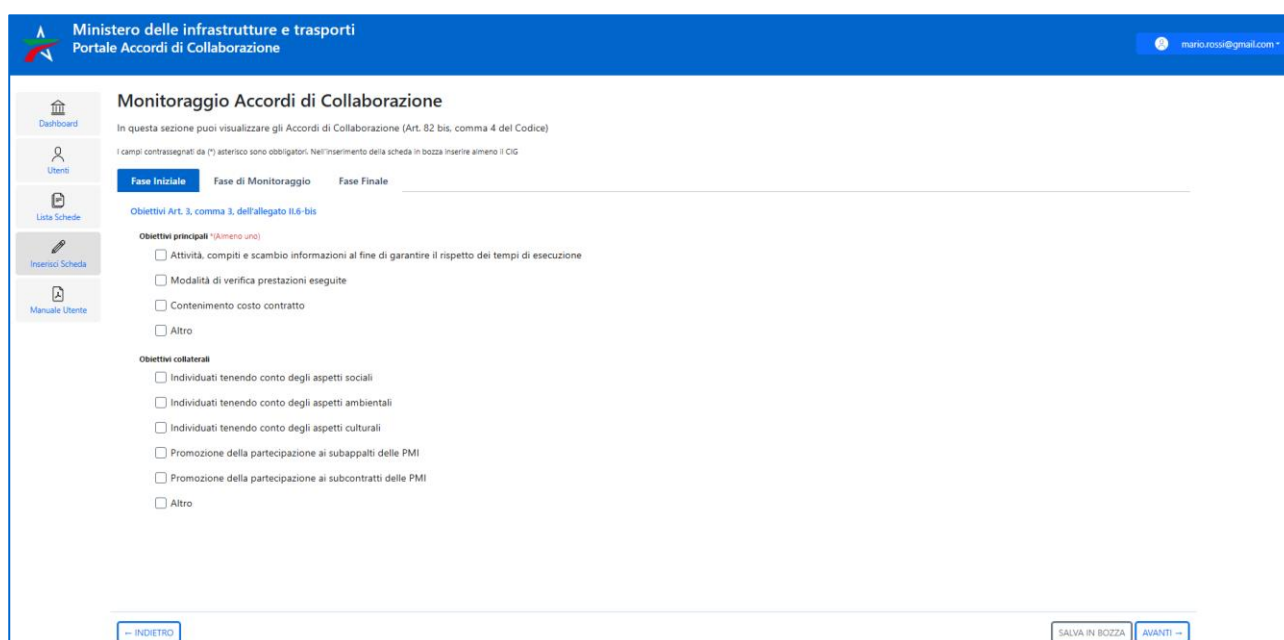 Ministero delle infrastrutture e trasporti
Portale Accordi di Collaborazione
mario.rossi@gmail.com
Dashboard
Utenti
Lista Schede
Inserisci Scheda
Manuale Utente
Monitoraggio Accordi di Collaborazione
In questa sezione puoi visualizzare gli Accordi di Collaborazione (Art. 82 bis, comma 4 del Codice)
I campi contrassegnati da (*) asterisco sono obbligatori. Nell'inserimento della scheda in bozza inserire almeno il CIG
Fase Iniziale Fase di Monitoraggio Fase Finale
Obiettivi Art. 3, comma 3, dell'allegato II.6-bis
Obiettivi principali *(Almeno uno)
Attività, compiti e scambio informazioni al fine di garantire il rispetto dei tempi di esecuzione
Modalità di verifica prestazioni eseguite
Contenimento costo contratto
Altro
Obiettivi collaterali
Individuati tenendo conto degli aspetti sociali
Individuati tenendo conto degli aspetti ambientali
Individuati tenendo conto degli aspetti culturali
Promozione della partecipazione ai subappalti delle PMI
Promozione della partecipazione ai subcontratti delle PMI
Altro
← INDIETRO
SALVA IN BOZZA AVANTI →